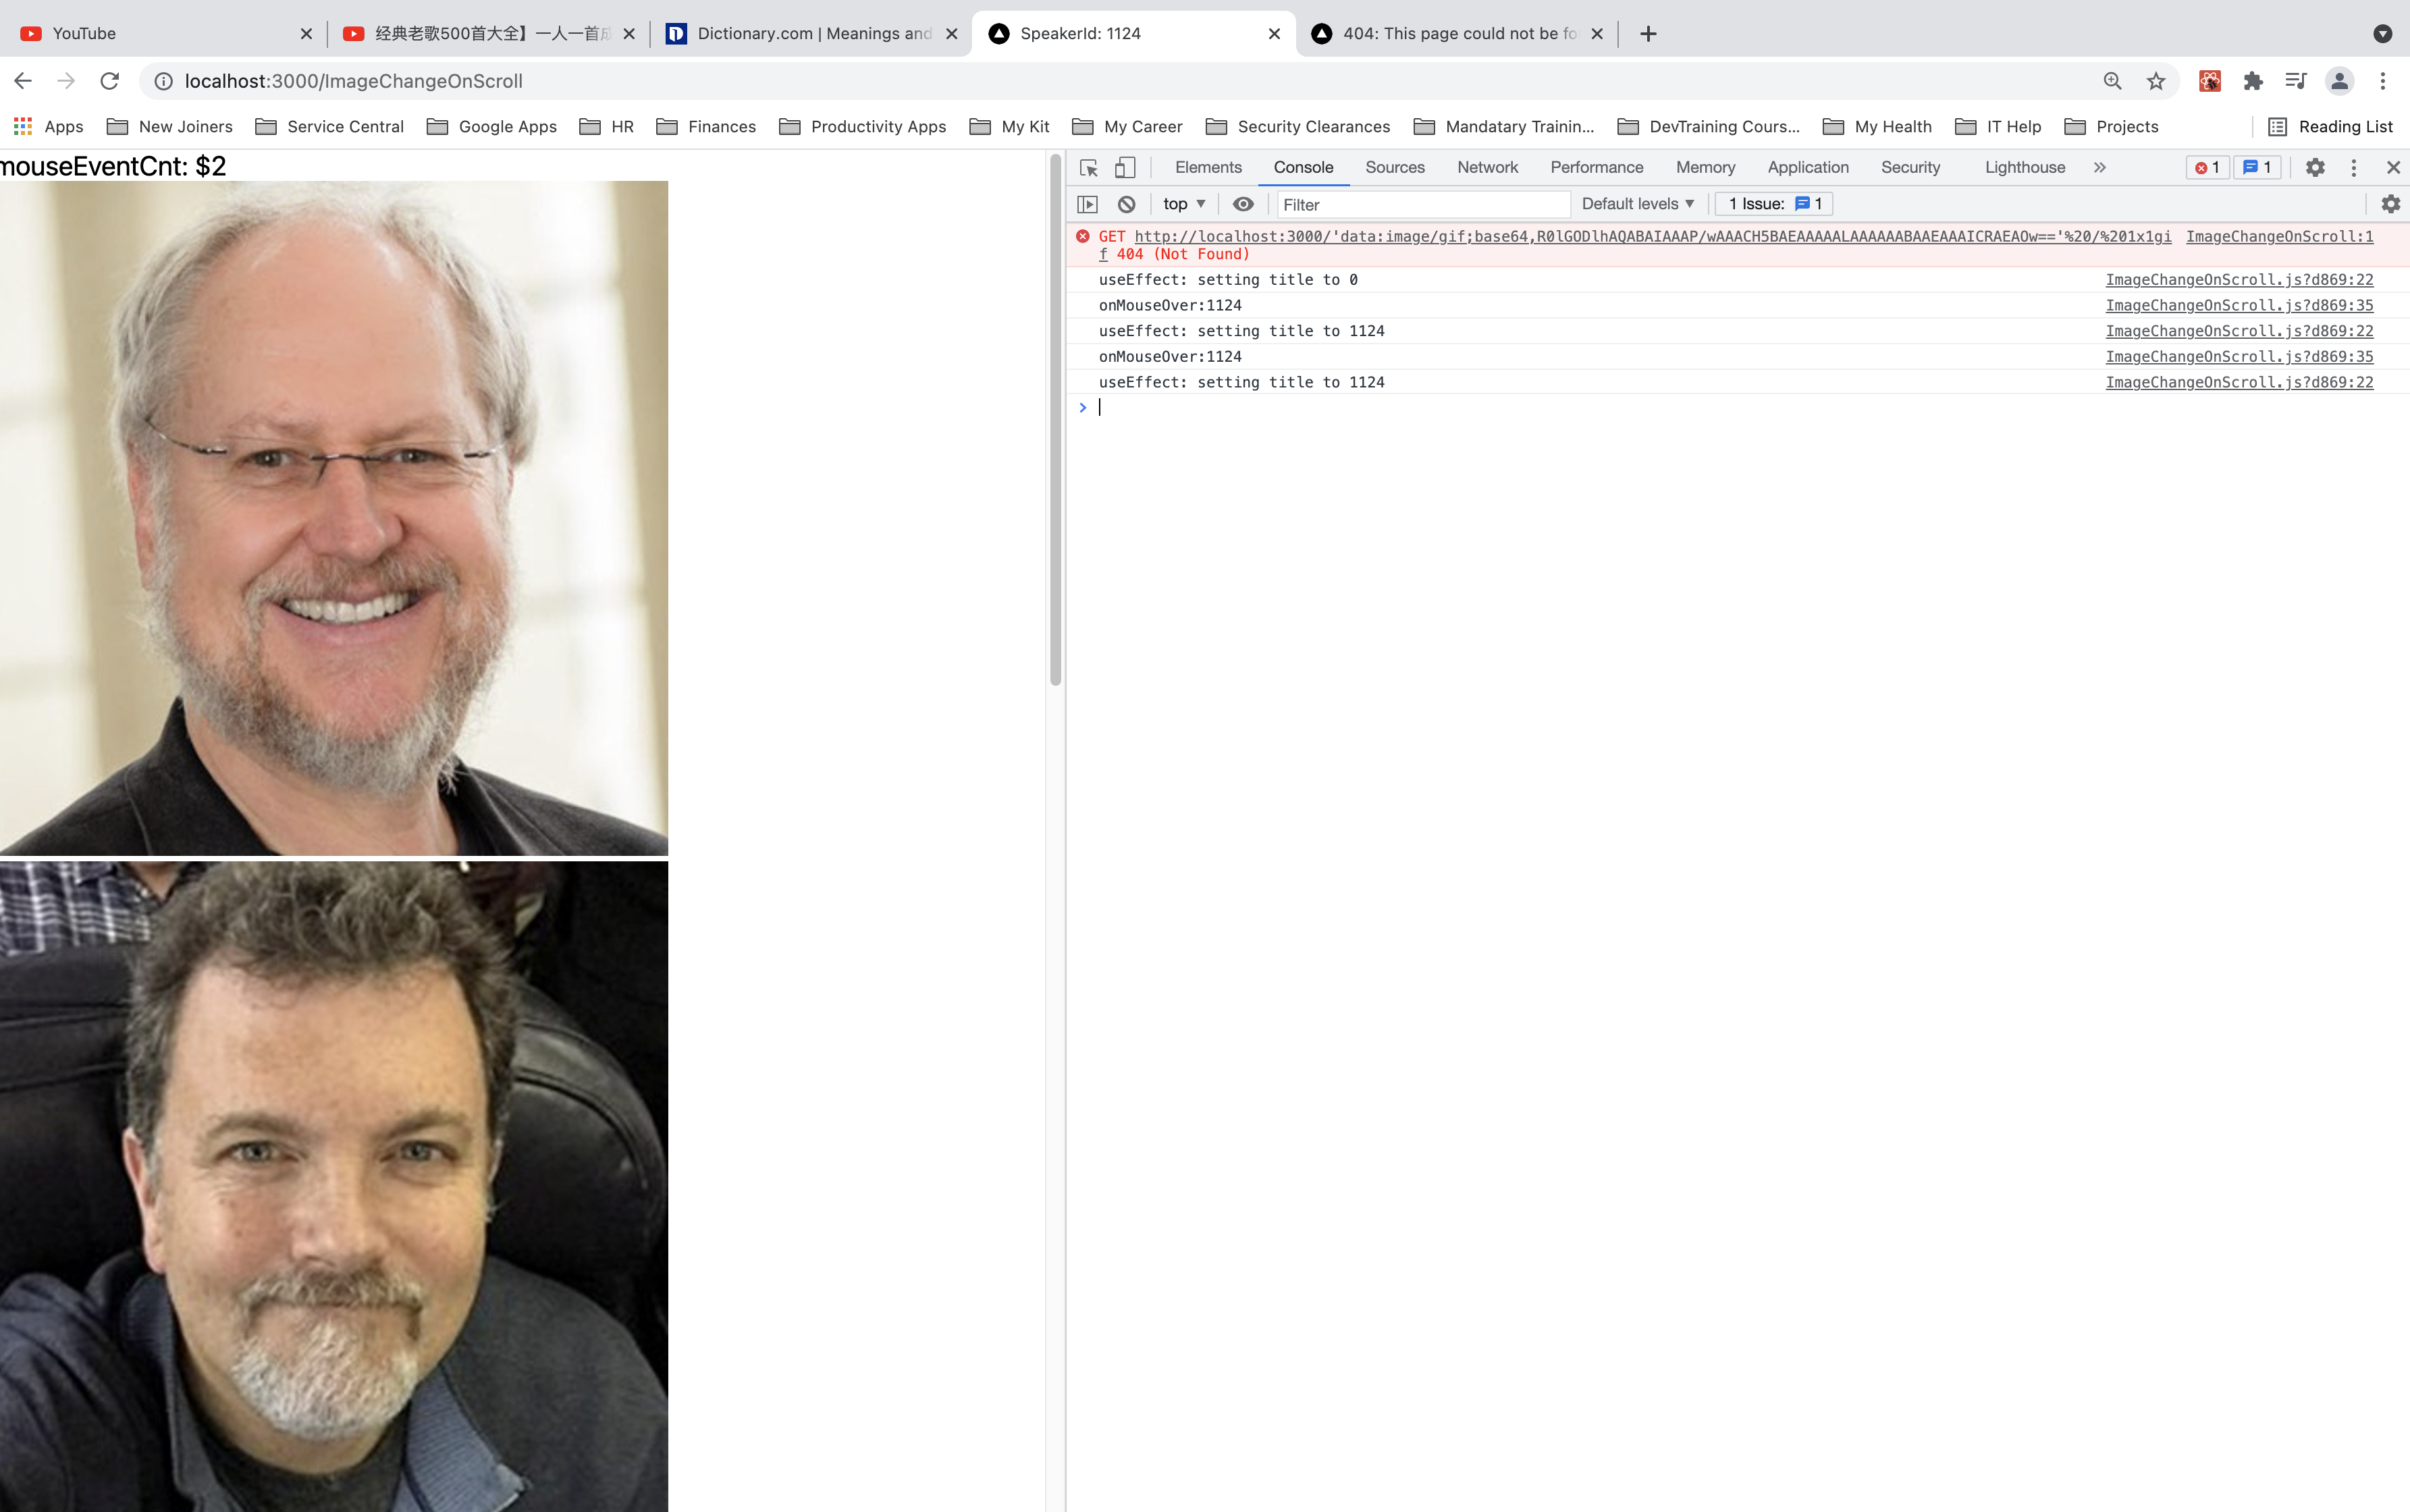 YouTube
经典老歌500首大全】一人一首成
Dictionary.com | Meanings and
SpeakerId: 1124
404: This page could not be fo
localhost:3000/ImageChangeOnScroll
Apps New Joiners Service Central Google Apps HR Finances Productivity Apps My Kit My Career Security Clearances Mandatary Trainin... DevTraining Cours... My Health IT Help Projects Reading List
mouseEventCnt: $2
Elements Console Sources Network Performance Memory Application Security Lighthouse » 1 1
top Filter Default levels 1 Issue: 1
GET http://localhost:3000/'data:image/gif;base64,R0lGODlhAQABAIAAAP/wAAACH5BAEAAAAALAAAAAABAAEAAAICRAEAOw=='%20/%201x1gi ImageChangeOnScroll:1
f 404 (Not Found)
useEffect: setting title to 0 ImageChangeOnScroll.js?d869:22
onMouseOver:1124 ImageChangeOnScroll.js?d869:35
useEffect: setting title to 1124 ImageChangeOnScroll.js?d869:22
onMouseOver:1124 ImageChangeOnScroll.js?d869:35
useEffect: setting title to 1124 ImageChangeOnScroll.js?d869:22